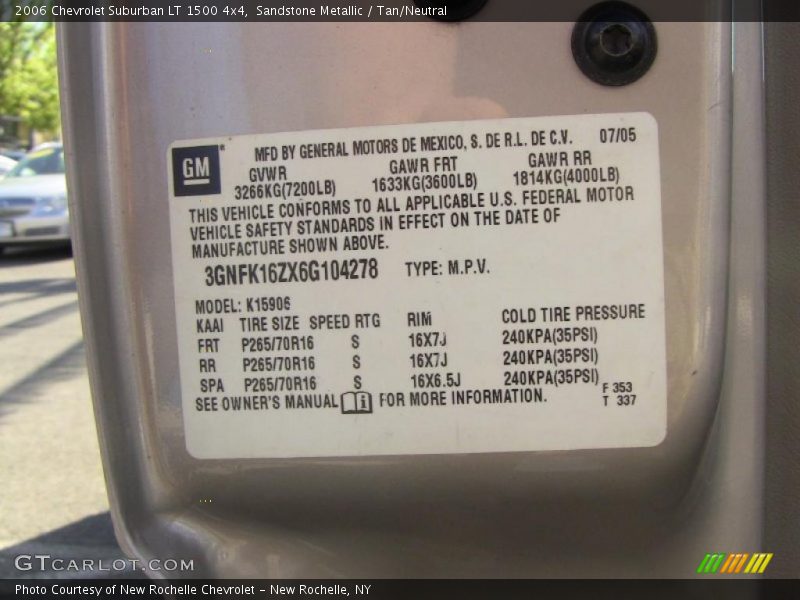 2006 Chevrolet Suburban LT 1500 4x4, Sandstone Metallic / Tan/Neutral
GM
MFD BY GENERAL MOTORS DE MEXICO, S. DE R.L. DE C.V. 07/05
GVWR GAWR FRT GAWR RR
3266KG(7200LB) 1633KG(3600LB) 1814KG(4000LB)
THIS VEHICLE CONFORMS TO ALL APPLICABLE U.S. FEDERAL MOTOR
VEHICLE SAFETY STANDARDS IN EFFECT ON THE DATE OF
MANUFACTURE SHOWN ABOVE.
3GNFK16ZX6G104278 TYPE: M.P.V.
MODEL: K15906
KAAI TIRE SIZE SPEED RTG RIM COLD TIRE PRESSURE
FRT P265/70R16 S 16X7J 240KPA(35PSI)
RR P265/70R16 S 16X7J 240KPA(35PSI)
SPA P265/70R16 S 16X6.5J 240KPA(35PSI)
SEE OWNER'S MANUAL FOR MORE INFORMATION.
F 353
T 337
GTCARLOT.COM
Photo Courtesy of New Rochelle Chevrolet - New Rochelle, NY